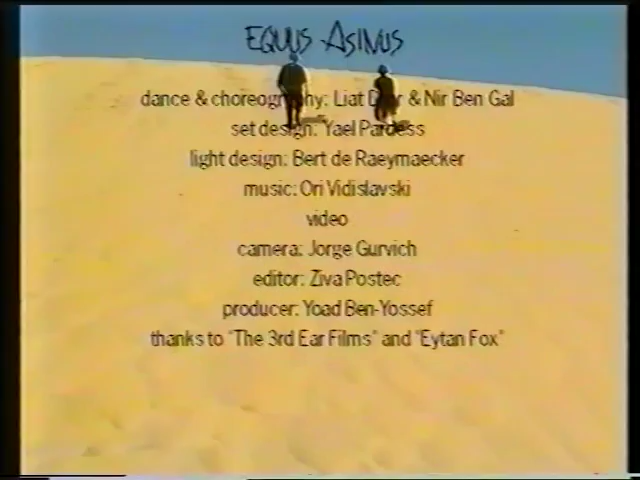 EQUUS ASINUS
dance & choreography: Liat Dror & Nir Ben Gal
set design: Yael Pardess
light design: Bert de Raeymaecker
music: Ori Vidislavski
video
camera: Jorge Gurvich
editor: Ziva Postec
producer: Yoad Ben-Yossef
thanks to "The 3rd Ear Films" and "Eytan Fox"